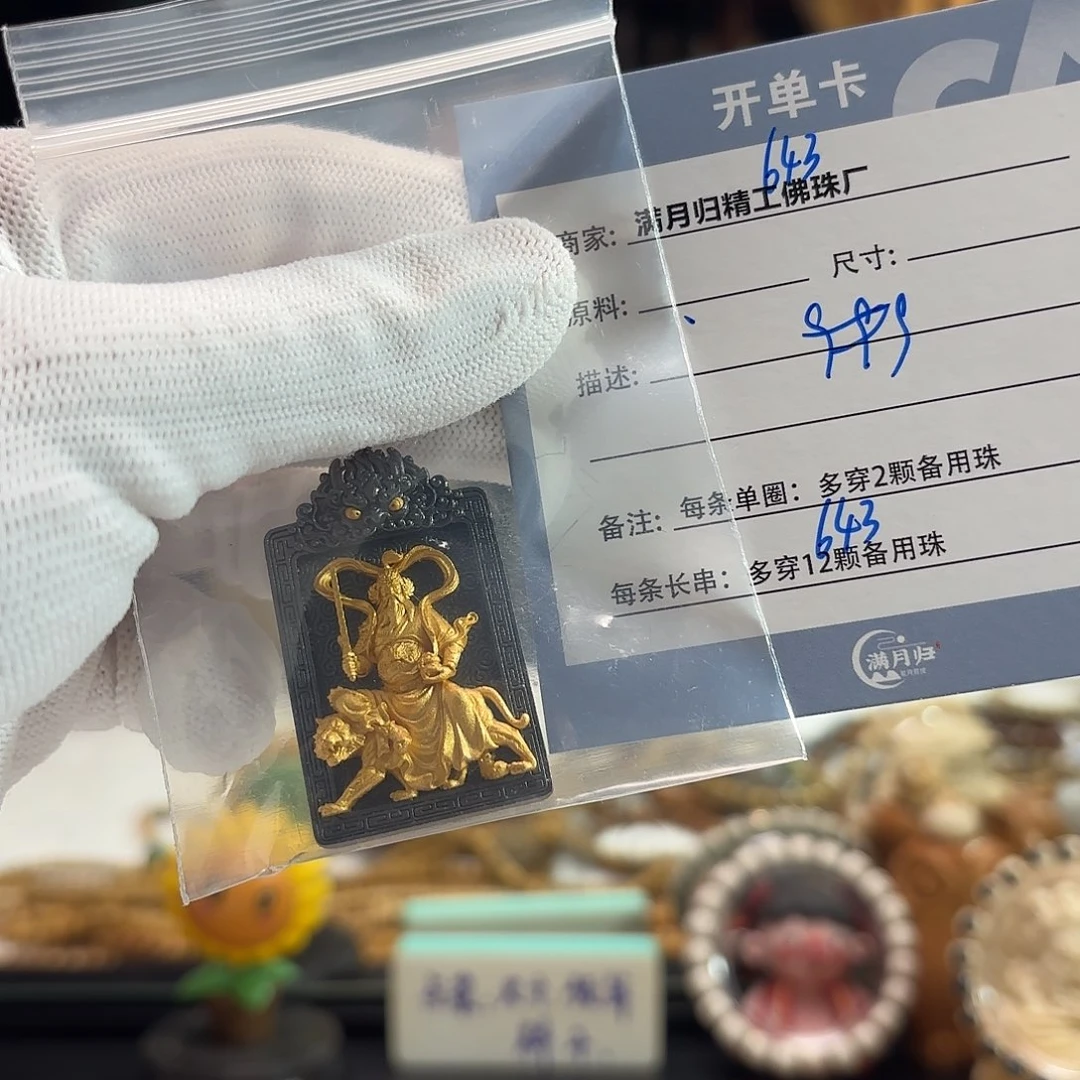 开单卡
643
商家: 满月归精工佛珠厂
原料:
尺寸:
描述:
备注: 每条单圈: 多穿2颗备用珠
643
每条长串: 多穿12颗备用珠
满月归